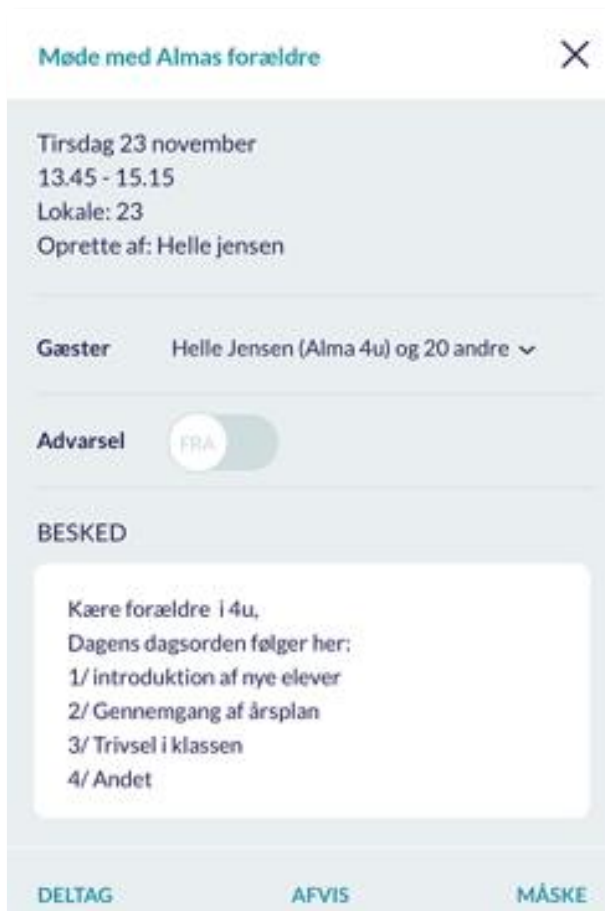 Møde med Almas forældre
Tirsdag 23 november
13.45 - 15.15
Lokale: 23
Oprette af: Helle jensen
Gæster Helle Jensen (Alma 4u) og 20 andre
Advarsel FRA
BESKED
Kære forældre i 4u,
Dagens dagsorden følger her:
1/ introduktion af nye elever
2/ Gennemgang af årsplan
3/ Trivsel i klassen
4/ Andet
DELTAG AFVIS MÅSKE